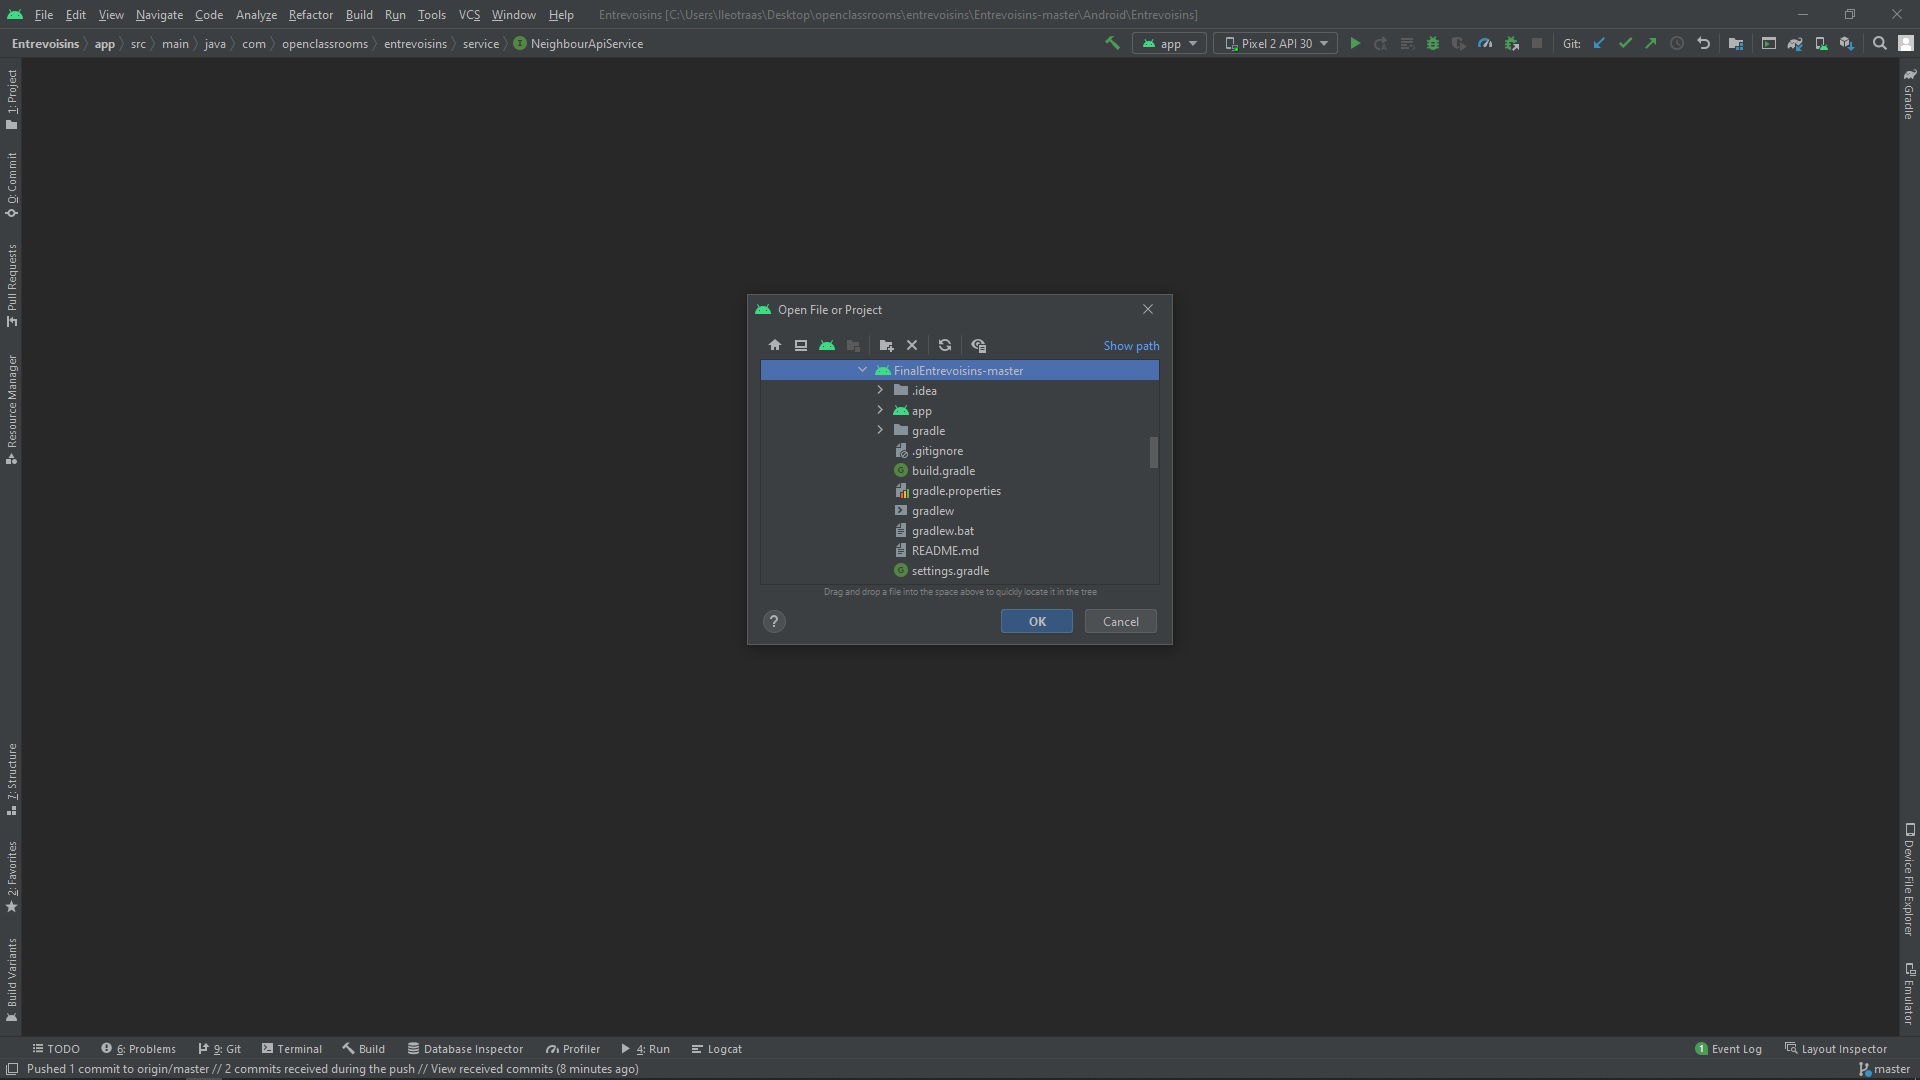 File Edit View Navigate Code Analyze Refactor Build Run Tools VCS Window Help Entrevoisins [C:\Users\lleotraas\Desktop\openclassrooms\entrevoisins\Entrevoisins-master\Android\Entrevoisins]
Entrevoisins app src main java com openclassrooms entrevoisins service NeighbourApiService app Pixel 2 API 30 Git:
1: Project
0: Commit
Pull Requests
Resource Manager
7: Structure
2: Favorites
Build Variants
Gradle
Device File Explorer
Emulator
Open File or Project
Show path
FinalEntrevoisins-master
.idea
app
gradle
.gitignore
build.gradle
gradle.properties
gradlew
gradlew.bat
README.md
settings.gradle
Drag and drop a file into the space above to quickly locate it in the tree
? OK Cancel
TODO 6: Problems 9: Git Terminal Build Database Inspector Profiler 4: Run Logcat 1 Event Log Layout Inspector
Pushed 1 commit to origin/master // 2 commits received during the push // View received commits (8 minutes ago) master